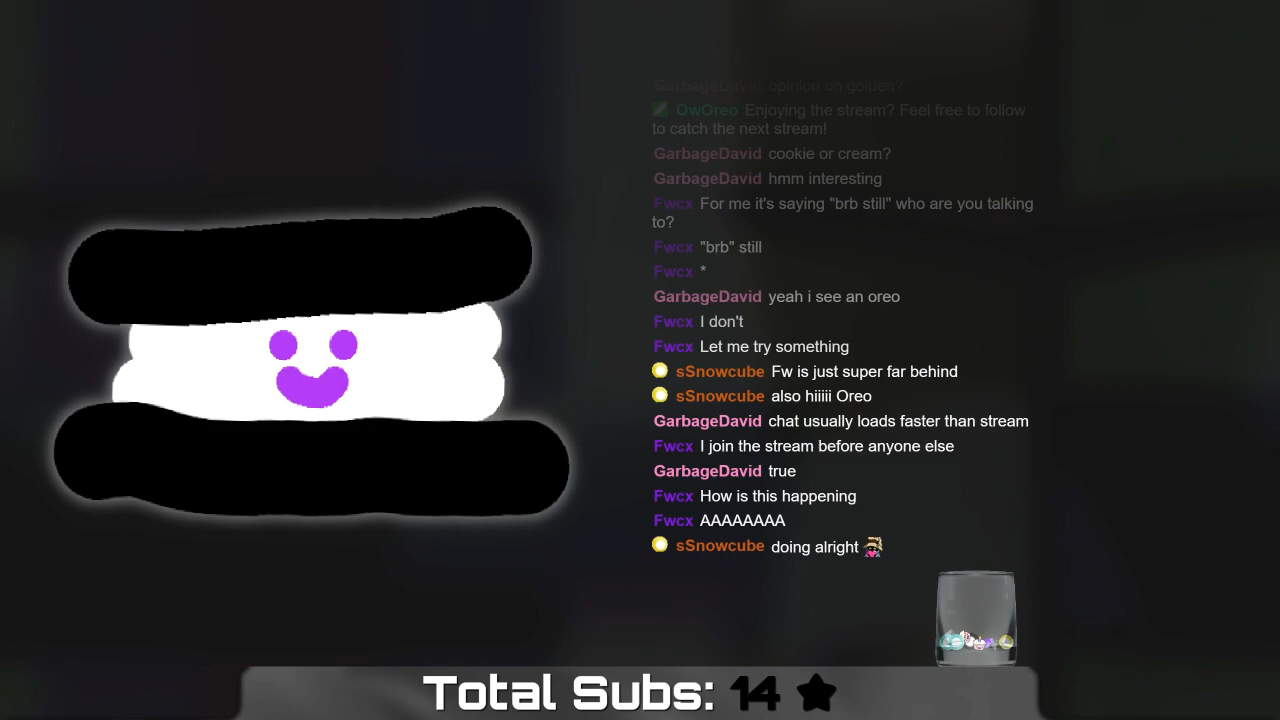 GarbageDavid opinion on golden?
OwOreo Enjoying the stream? Feel free to follow
to catch the next stream!
GarbageDavid cookie or cream?
GarbageDavid hmm interesting
Fwcx For me it's saying "brb still" who are you talking
to?
Fwcx "brb" still
Fwcx *
GarbageDavid yeah i see an oreo
Fwcx I don't
Fwcx Let me try something
sSnowcube Fw is just super far behind
sSnowcube also hiiiii Oreo
GarbageDavid chat usually loads faster than stream
Fwcx I join the stream before anyone else
GarbageDavid true
Fwcx How is this happening
Fwcx AAAAAAAA
sSnowcube doing alright
Total Subs: 14